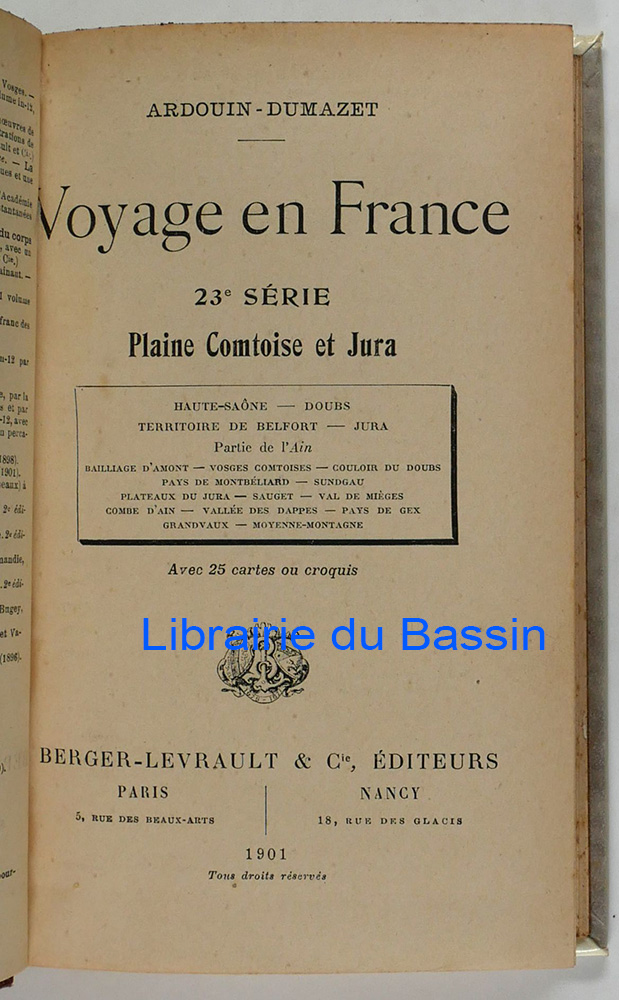 Vosges. —
ARDOUIN-DUMAZET
Voyage en France
23e SÉRIE
Plaine Comtoise et Jura
HAUTE-SAÔNE — DOUBS
TERRITOIRE DE BELFORT — JURA
Partie de l'Ain
BAILLIAGE D'AMONT — VOSGES COMTOISES — COULOIR DU DOUBS
PAYS DE MONTBÉLIARD — SUNDGAU
PLATEAUX DU JURA — SAUGET — VAL DE MIÈGES
COMBE D'AIN — VALLÉE DES DAPPES — PAYS DE GEX
GRANDVAUX — MOYENNE-MONTAGNE
Avec 25 cartes ou croquis
Librairie du Bassin
BERGER-LEVRAULT & Cie, ÉDITEURS
PARIS
5, RUE DES BEAUX-ARTS
NANCY
18, RUE DES GLACIS
1901
Tous droits réservés